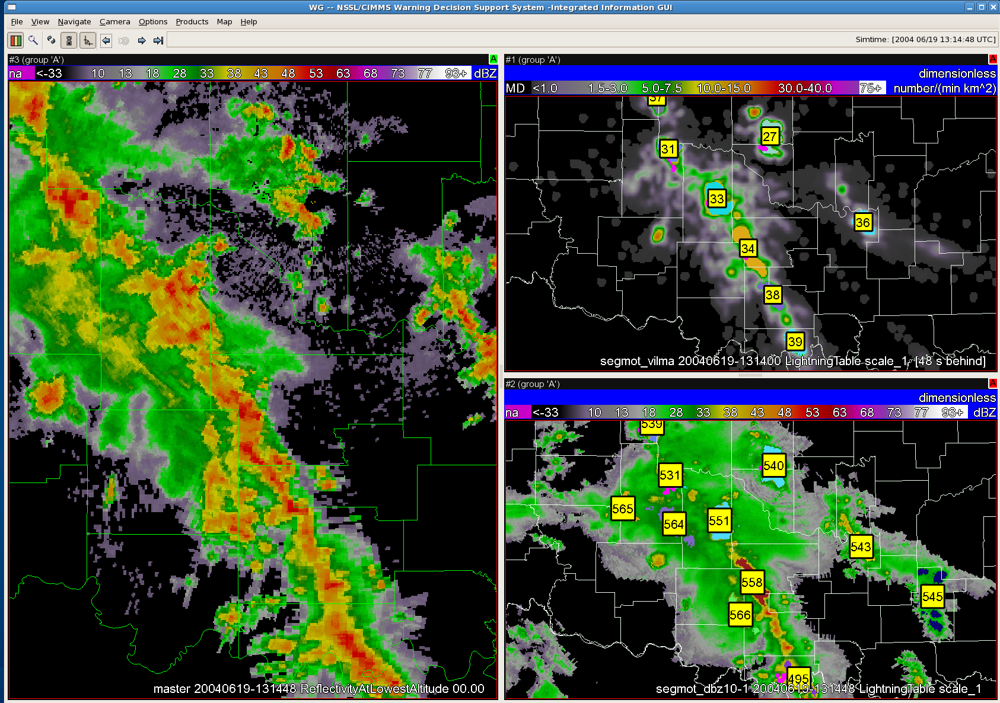 WG -- NSSL/CIMMS Warning Decision Support System -Integrated Information GUI
File View Navigate Camera Options Products Map Help
Simtime: [2004 06/19 13:14:48 UTC]
#3 (group 'A') A
na <-33 10 13 18 28 33 38 43 48 53 63 68 73 77 93+ dBZ
master 20040619-131448 ReflectivityAtLowestAltitude 00.00
#1 (group 'A') A
dimensionless
MD <1.0 1.5-3.0 5.0-7.5 10.0-15.0 30.0-40.0 75+ number/(min km^2)
37
27
31
33
36
34
38
39
segmot_vilma 20040619-131400 LightningTable scale_1 [48 s behind]
#2 (group 'A') A
dimensionless
na <-33 10 13 18 28 33 38 43 48 53 63 68 73 77 93+ dBZ
539
540
531
565
564
551
543
558
545
566
495
segmot_dbz10-1 20040619-131448 LightningTable scale_1